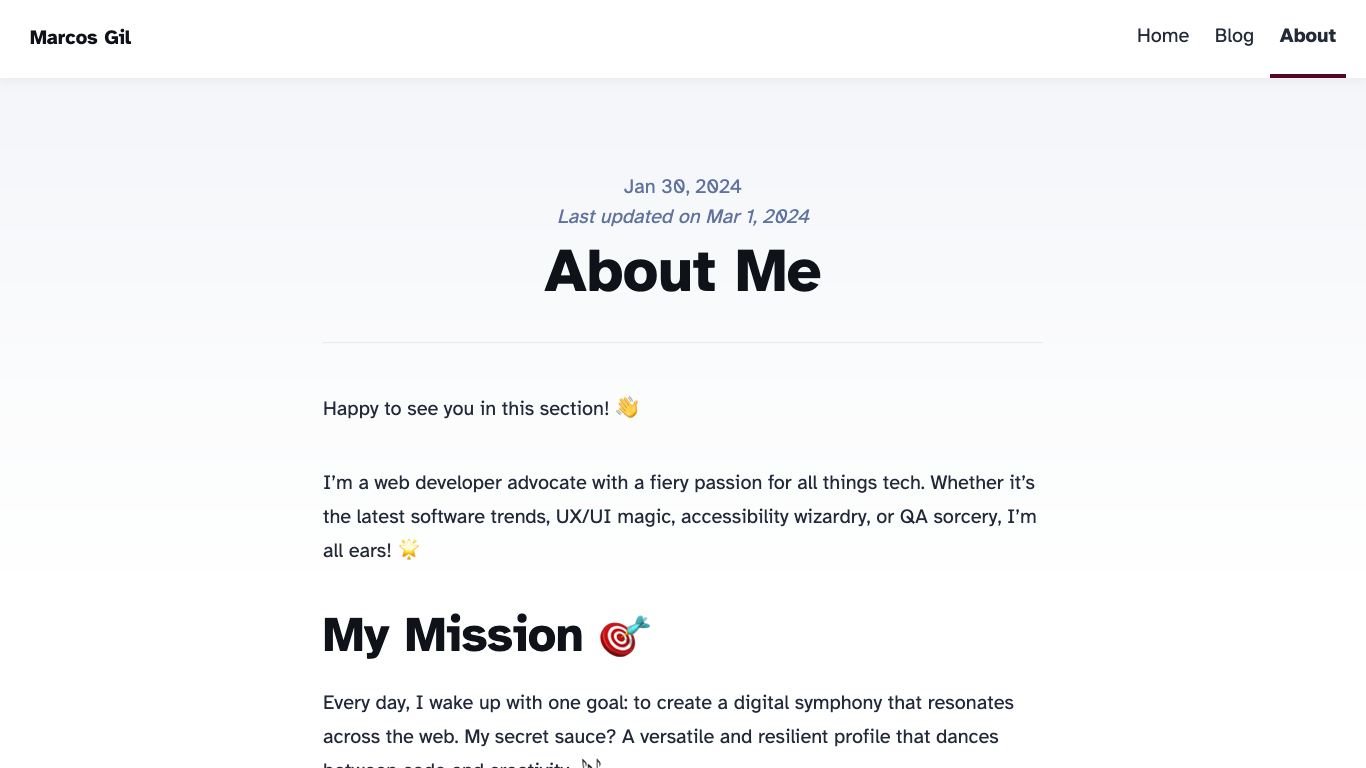 Marcos Gil
Home Blog About
Jan 30, 2024
Last updated on Mar 1, 2024
About Me
Happy to see you in this section! 👋
I’m a web developer advocate with a fiery passion for all things tech. Whether it’s
the latest software trends, UX/UI magic, accessibility wizardry, or QA sorcery, I’m
all ears! 🌟
My Mission 🎯
Every day, I wake up with one goal: to create a digital symphony that resonates
across the web. My secret sauce? A versatile and resilient profile that dances
between code and creativity. 🎶